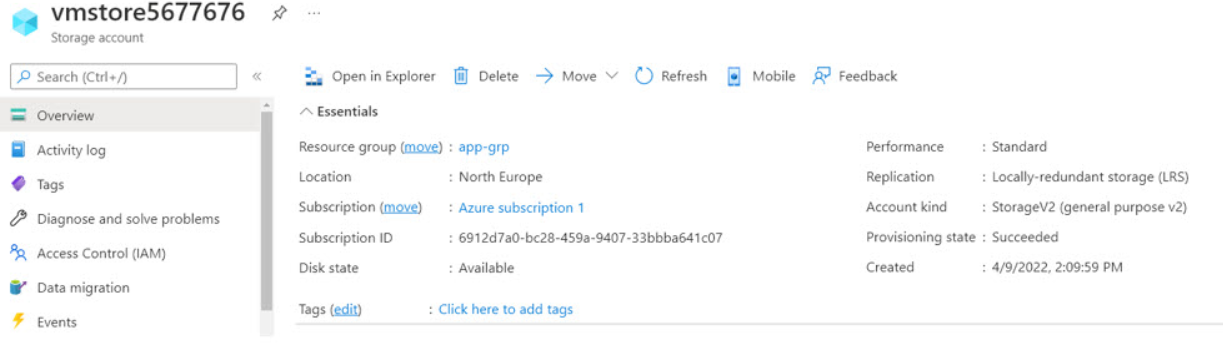 vmstore5677676 ...
Storage account
Search (Ctrl+/) «
Overview
Activity log
Tags
Diagnose and solve problems
Access Control (IAM)
Data migration
Events
Open in Explorer Delete Move Refresh Mobile Feedback
Essentials
Resource group (move) : app-grp
Location : North Europe
Subscription (move) : Azure subscription 1
Subscription ID : 6912d7a0-bc28-459a-9407-33bbba641c07
Disk state : Available
Performance : Standard
Replication : Locally-redundant storage (LRS)
Account kind : StorageV2 (general purpose v2)
Provisioning state : Succeeded
Created : 4/9/2022, 2:09:59 PM
Tags (edit) : Click here to add tags